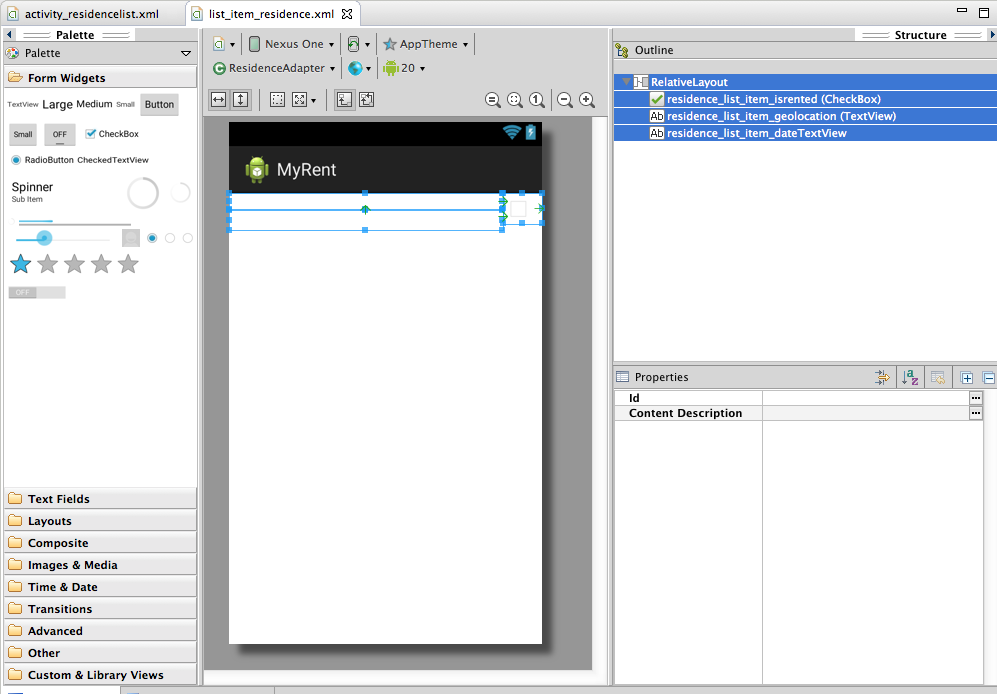 activity_residencelist.xml
list_item_residence.xml
Palette
Structure
Palette
Nexus One
AppTheme
Outline
ResidenceAdapter
20
Form Widgets
TextView Large Medium Small Button
Small OFF CheckBox
RadioButton CheckedTextView
Spinner
Sub Item
OFF
MyRent
RelativeLayout
residence_list_item_isrented (CheckBox)
Ab residence_list_item_geolocation (TextView)
Ab residence_list_item_dateTextView
Properties
Id
Content Description
Text Fields
Layouts
Composite
Images & Media
Time & Date
Transitions
Advanced
Other
Custom & Library Views